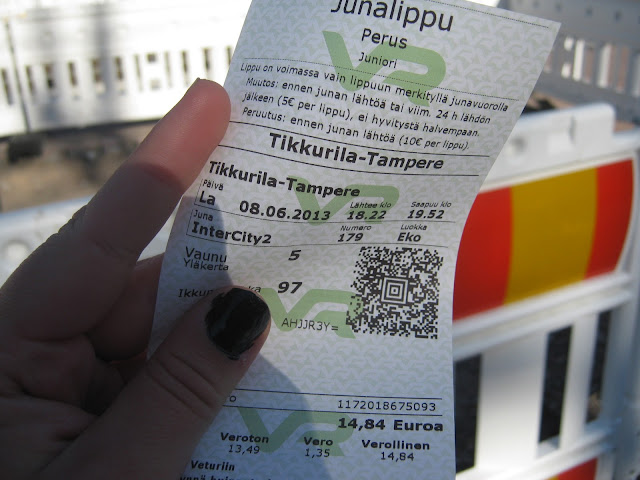 Junalippu
Perus
Juniori
Lippu on voimassa vain lippuun merkityllä junavuorolla
Muutos: ennen junan lähtöä tai viim. 24 h lähdön
jälkeen (5€ per lippu), ei hyvitystä halvempaan.
Peruutus: ennen junan lähtöä (10€ per lippu)
Tikkurila-Tampere
Tikkurila-Tampere
Päivä Lähtee klo Saapuu klo
La 08.06.2013 18.22 19.52
Juna Numero Luokka
InterCity2 179 Eko
Vaunu 5
Yläkerta
97
AHJJR3Y=
VR
1172018675093
14,84 Euroa
Veroton Vero Verollinen
13,49 1,35 14,84
Veturiin